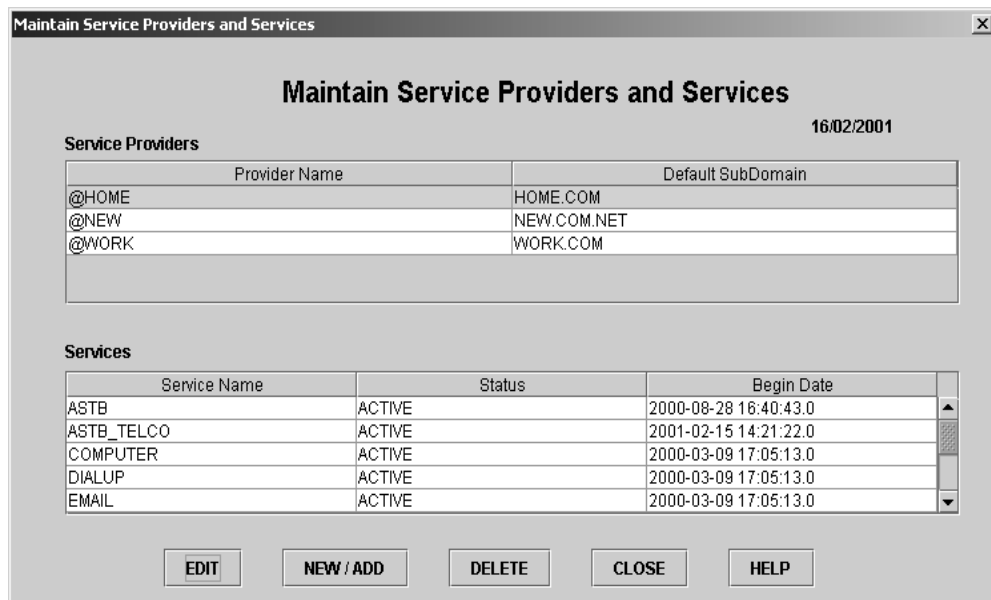 Maintain Service Providers and Services
Maintain Service Providers and Services
16/02/2001
Service Providers
Provider Name Default SubDomain
@HOME HOME.COM
@NEW NEW.COM.NET
@WORK WORK.COM
Services
Service Name Status Begin Date
ASTB ACTIVE 2000-08-28 16:40:43.0
ASTB_TELCO ACTIVE 2001-02-15 14:21:22.0
COMPUTER ACTIVE 2000-03-09 17:05:13.0
DIALUP ACTIVE 2000-03-09 17:05:13.0
EMAIL ACTIVE 2000-03-09 17:05:13.0
EDIT NEW / ADD DELETE CLOSE HELP